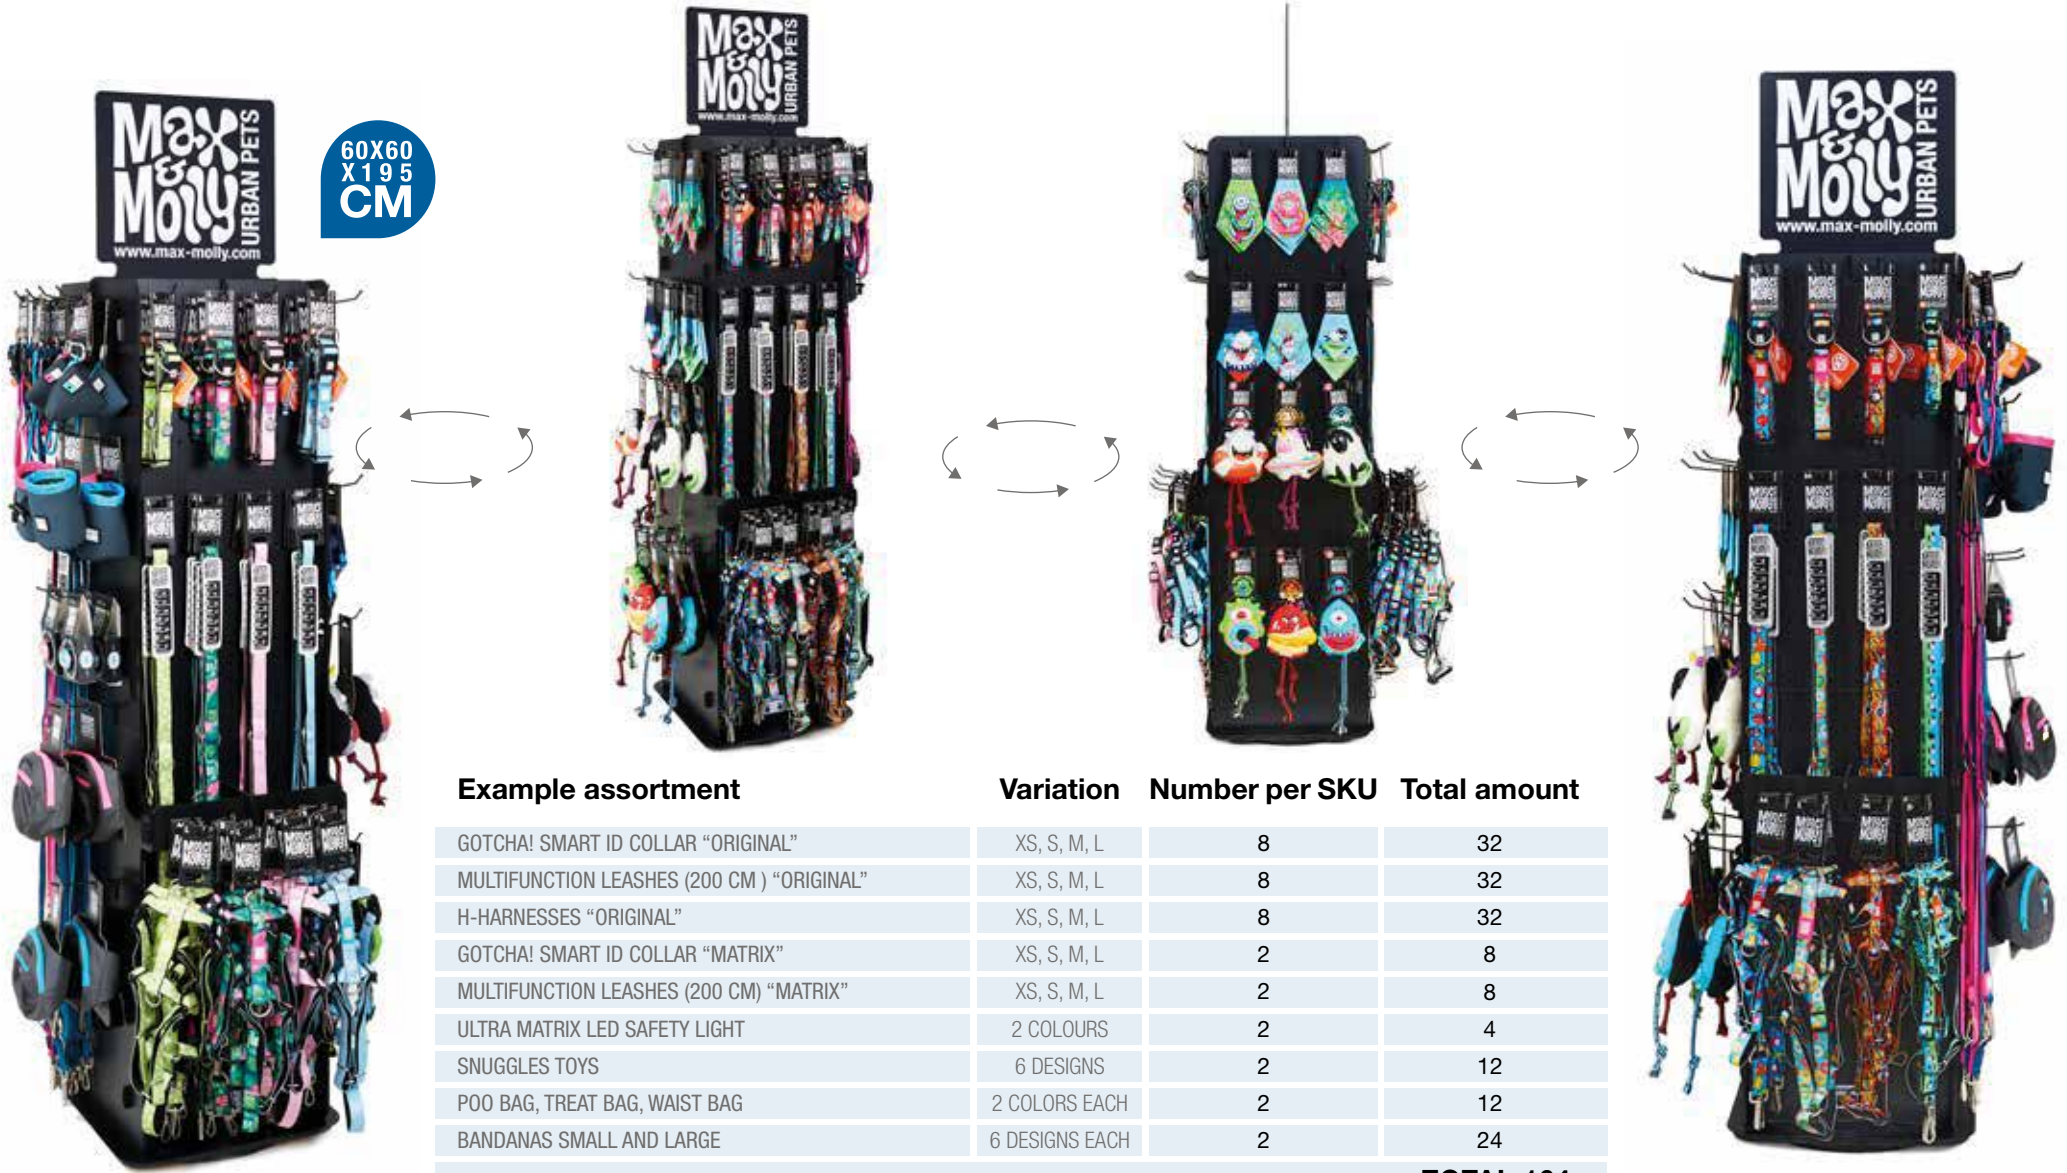 Max
&
Molly
URBAN PETS
www.max-molly.com
60X60
X195
CM
Max
&
Molly
URBAN PETS
www.max-molly.com
Max
&
Molly
URBAN PETS
www.max-molly.com
Example assortment Variation Number per SKU Total amount
GOTCHA! SMART ID COLLAR “ORIGINAL” XS, S, M, L 8 32
MULTIFUNCTION LEASHES (200 CM ) “ORIGINAL” XS, S, M, L 8 32
H-HARNESSES “ORIGINAL” XS, S, M, L 8 32
GOTCHA! SMART ID COLLAR “MATRIX” XS, S, M, L 2 8
MULTIFUNCTION LEASHES (200 CM) “MATRIX” XS, S, M, L 2 8
ULTRA MATRIX LED SAFETY LIGHT 2 COLOURS 2 4
SNUGGLES TOYS 6 DESIGNS 2 12
POO BAG, TREAT BAG, WAIST BAG 2 COLORS EACH 2 12
BANDANAS SMALL AND LARGE 6 DESIGNS EACH 2 24